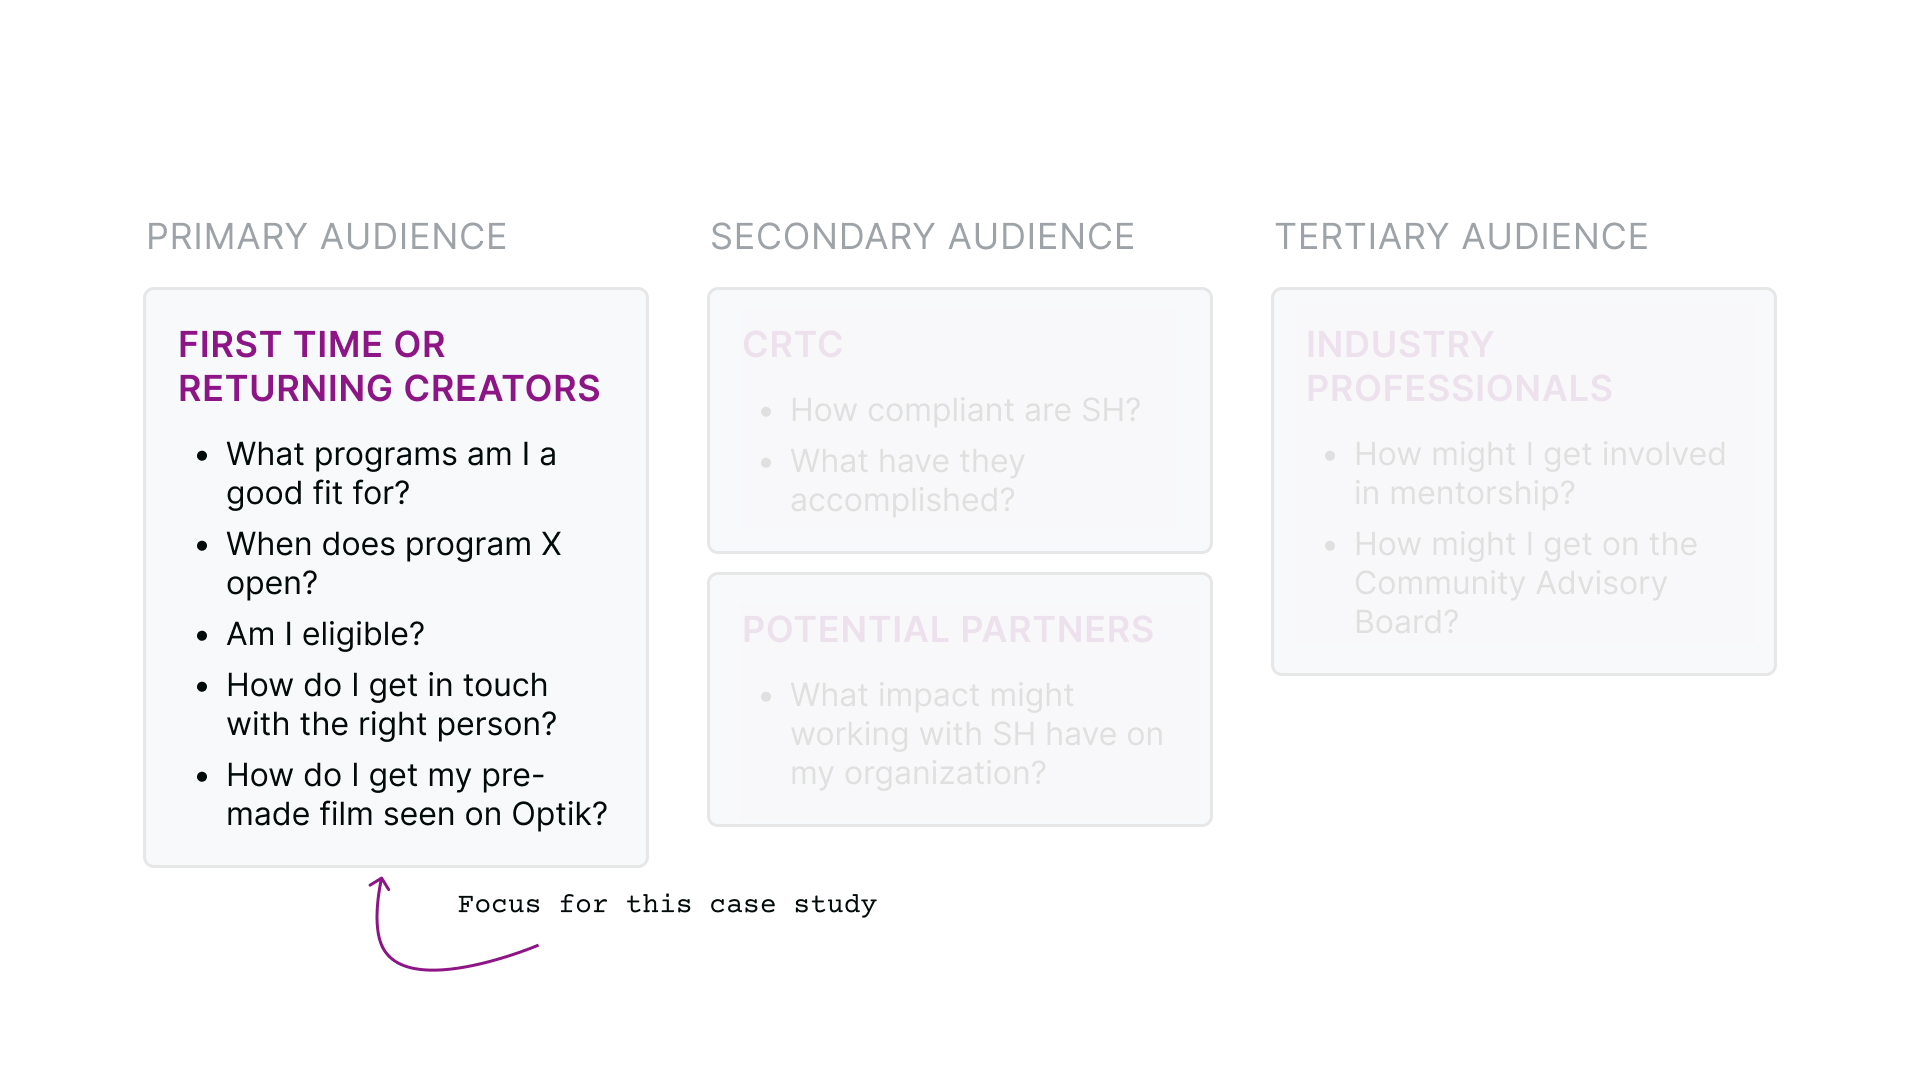 PRIMARY AUDIENCE
FIRST TIME OR
RETURNING CREATORS
• What programs am I a
good fit for?
• When does program X
open?
• Am I eligible?
• How do I get in touch
with the right person?
• How do I get my pre-
made film seen on Optik?
Focus for this case study
SECONDARY AUDIENCE
CRTC
• How compliant are SH?
• What have they
accomplished?
POTENTIAL PARTNERS
• What impact might
working with SH have on
my organization?
TERTIARY AUDIENCE
INDUSTRY
PROFESSIONALS
• How might I get involved
in mentorship?
• How might I get on the
Community Advisory
Board?